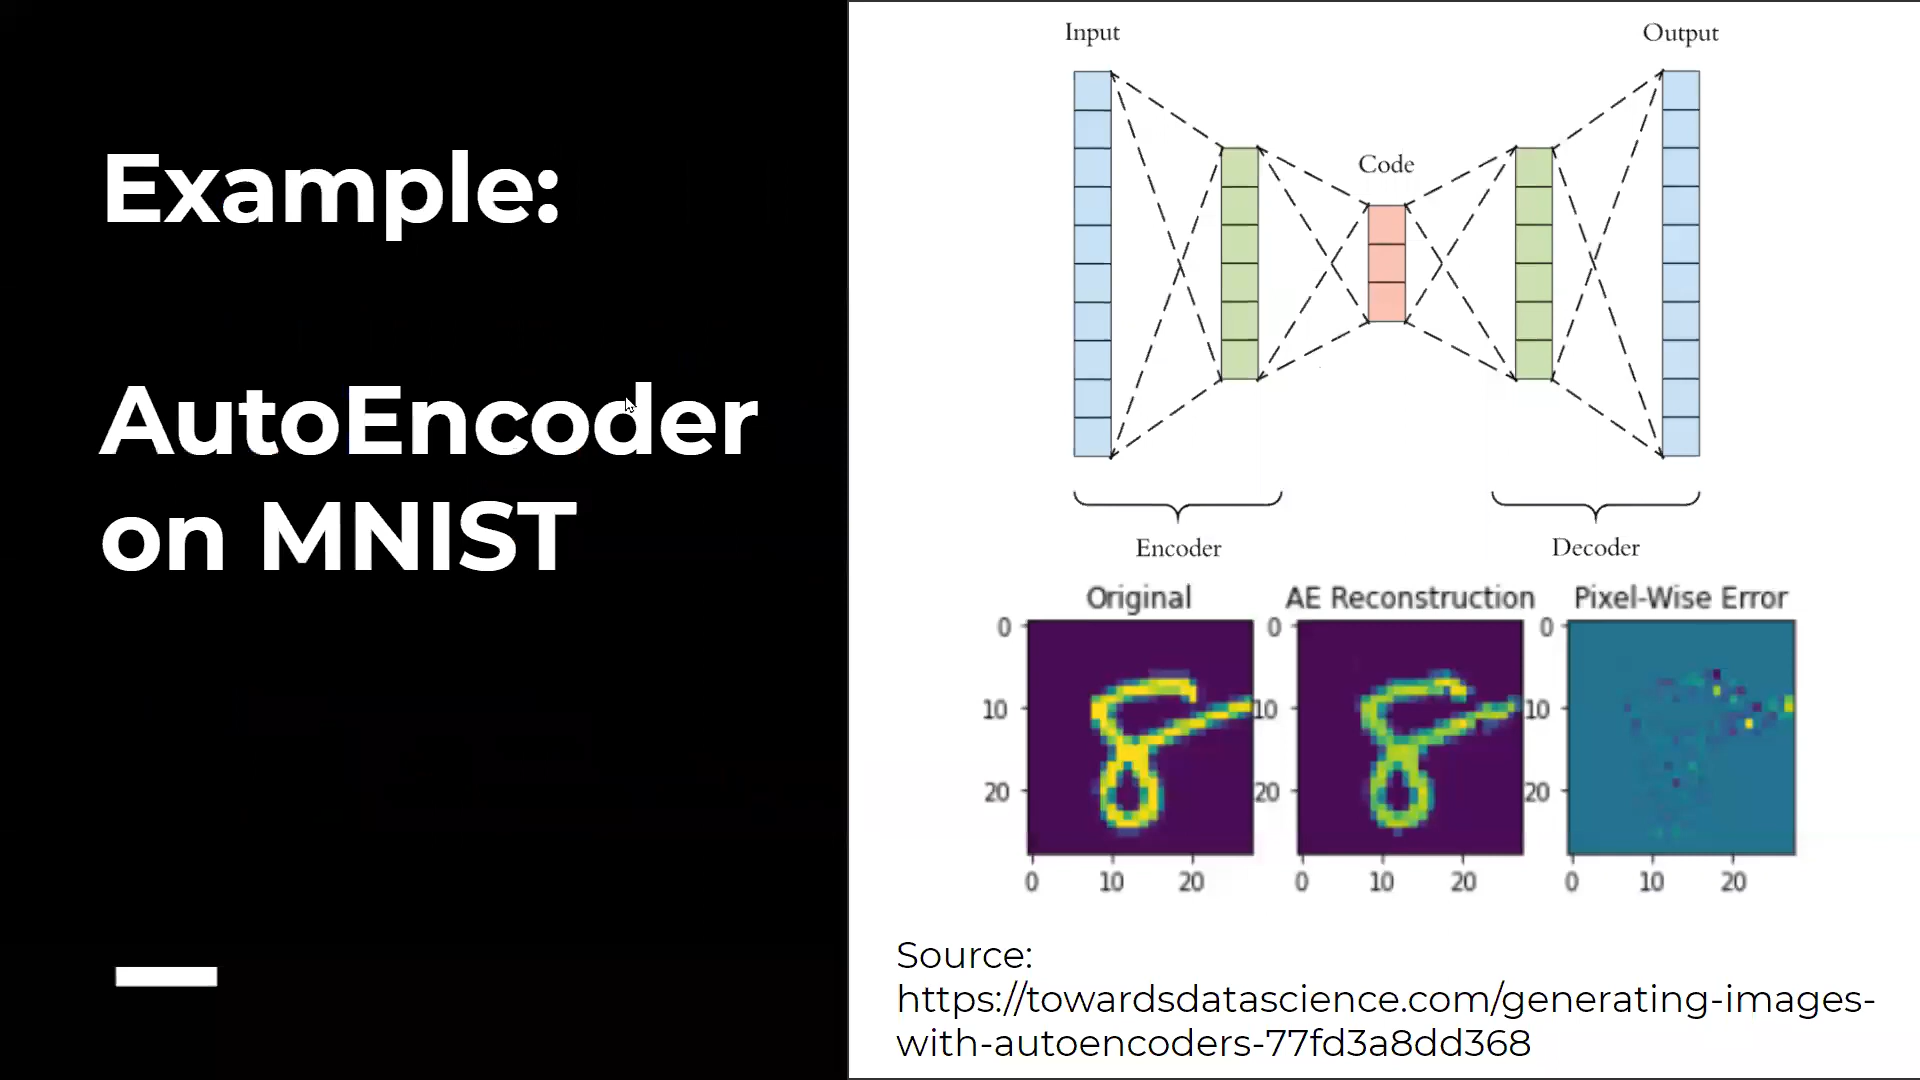 Example:
AutoEncoder
on MNIST
Input
Output
Code
Encoder
Decoder
Original
AE Reconstruction
Pixel-Wise Error
0
10
20
0
10
20
0
10
20
0
10
20
0
10
20
0
10
20
Source:
https://towardsdatascience.com/generating-images-
with-autoencoders-77fd3a8dd368